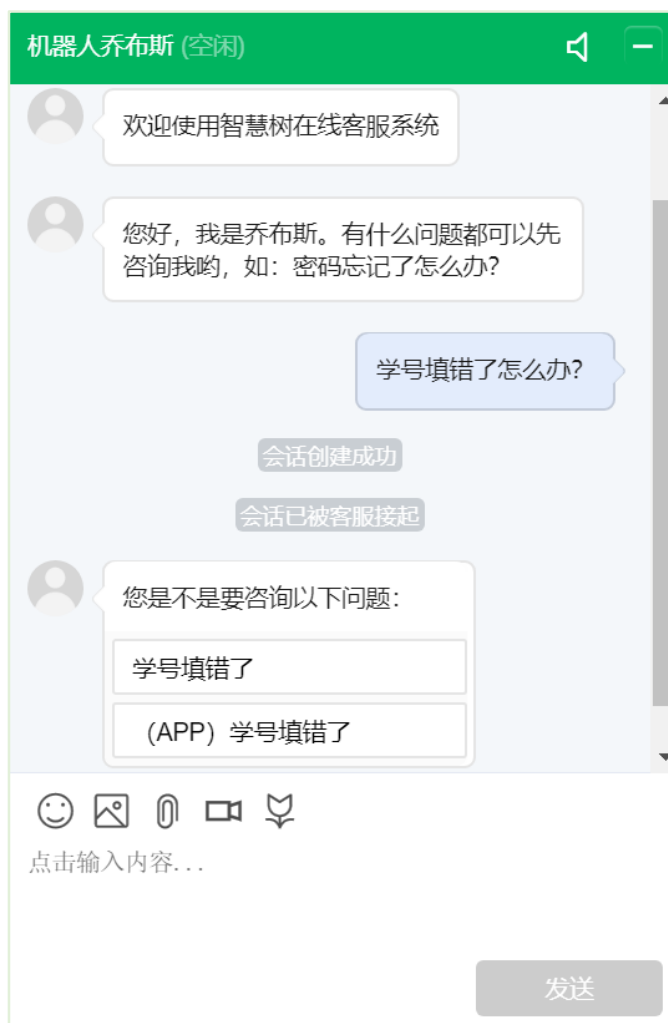 机器人乔布斯 (空闲)
欢迎使用智慧树在线客服系统
您好，我是乔布斯。有什么问题都可以先
咨询我哟，如：密码忘记了怎么办？
学号填错了怎么办？
会话创建成功
会话已被客服接起
您是不是要咨询以下问题：
学号填错了
（APP）学号填错了
点击输入内容...
发送